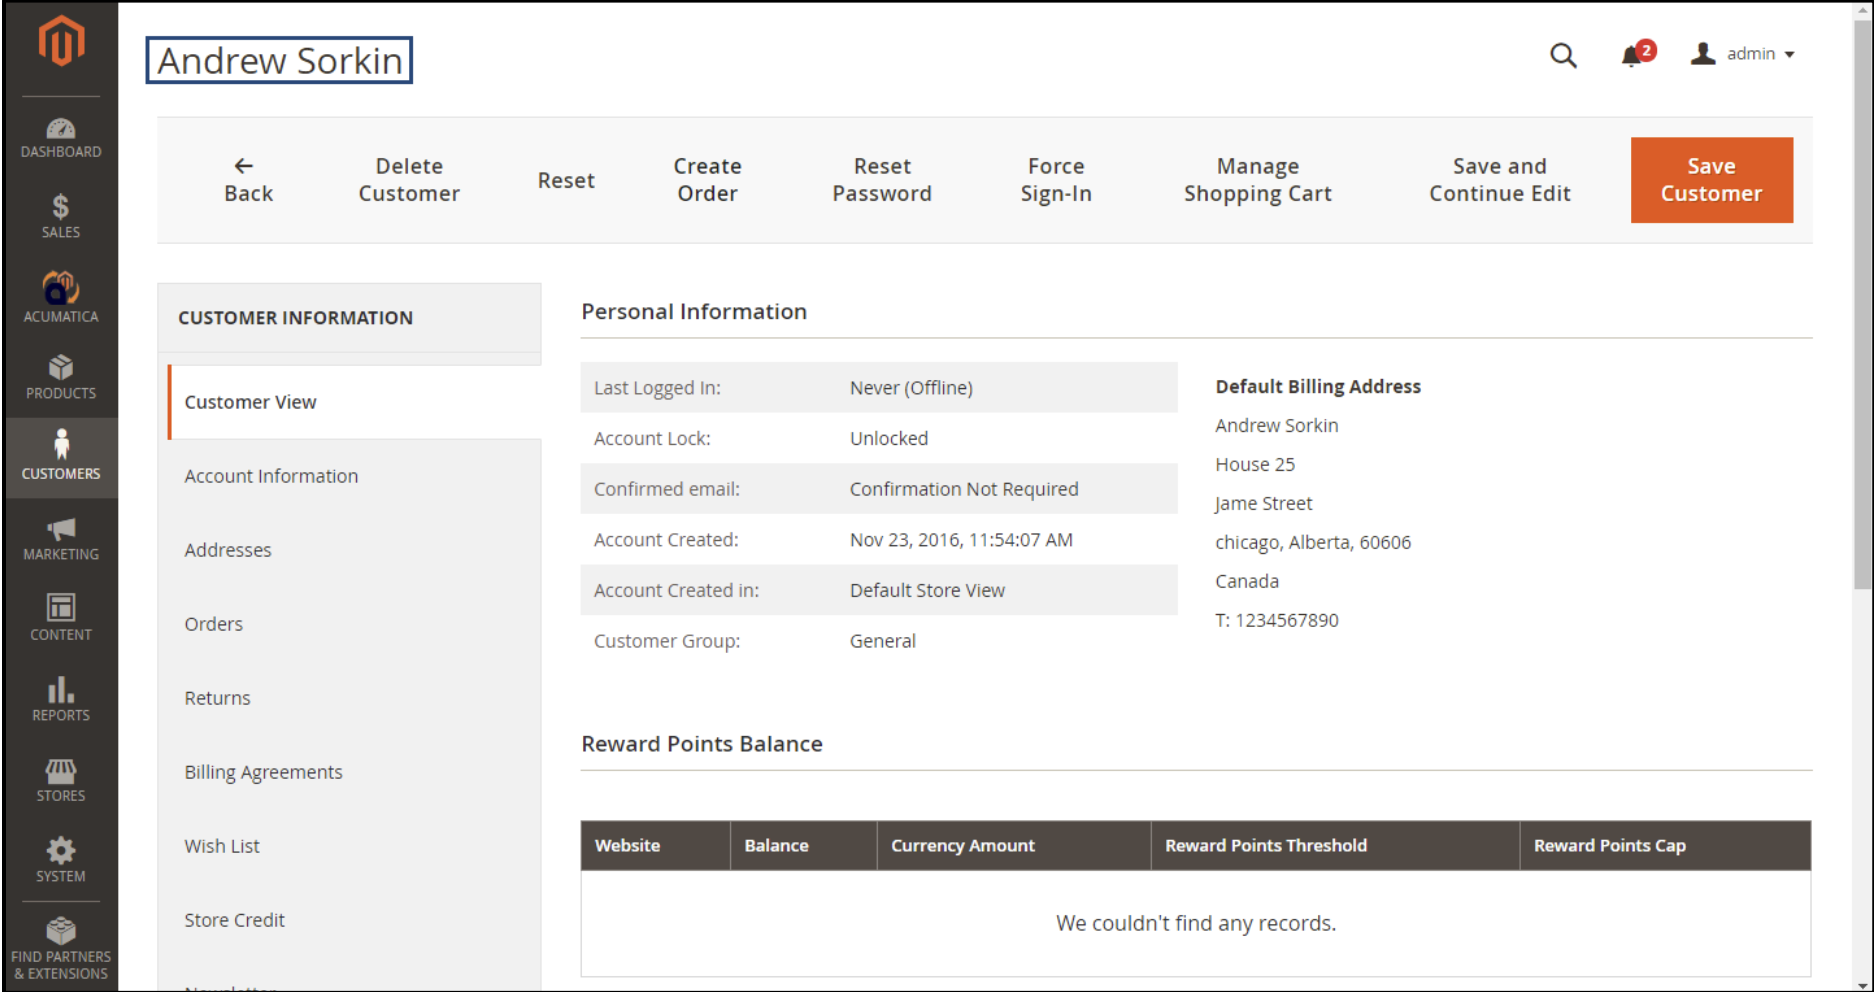 Andrew Sorkin
2
admin
DASHBOARD
SALES
ACUMATICA
PRODUCTS
CUSTOMERS
MARKETING
CONTENT
REPORTS
STORES
SYSTEM
FIND PARTNERS
& EXTENSIONS
Back
Delete
Customer
Reset
Create
Order
Reset
Password
Force
Sign-In
Manage
Shopping Cart
Save and
Continue Edit
Save
Customer
CUSTOMER INFORMATION
Customer View
Account Information
Addresses
Orders
Returns
Billing Agreements
Wish List
Store Credit
Newsletter
Personal Information
Last Logged In: Never (Offline)
Account Lock: Unlocked
Confirmed email: Confirmation Not Required
Account Created: Nov 23, 2016, 11:54:07 AM
Account Created in: Default Store View
Customer Group: General
Default Billing Address
Andrew Sorkin
House 25
Jame Street
chicago, Alberta, 60606
Canada
T: 1234567890
Reward Points Balance
Website Balance Currency Amount Reward Points Threshold Reward Points Cap
We couldn't find any records.